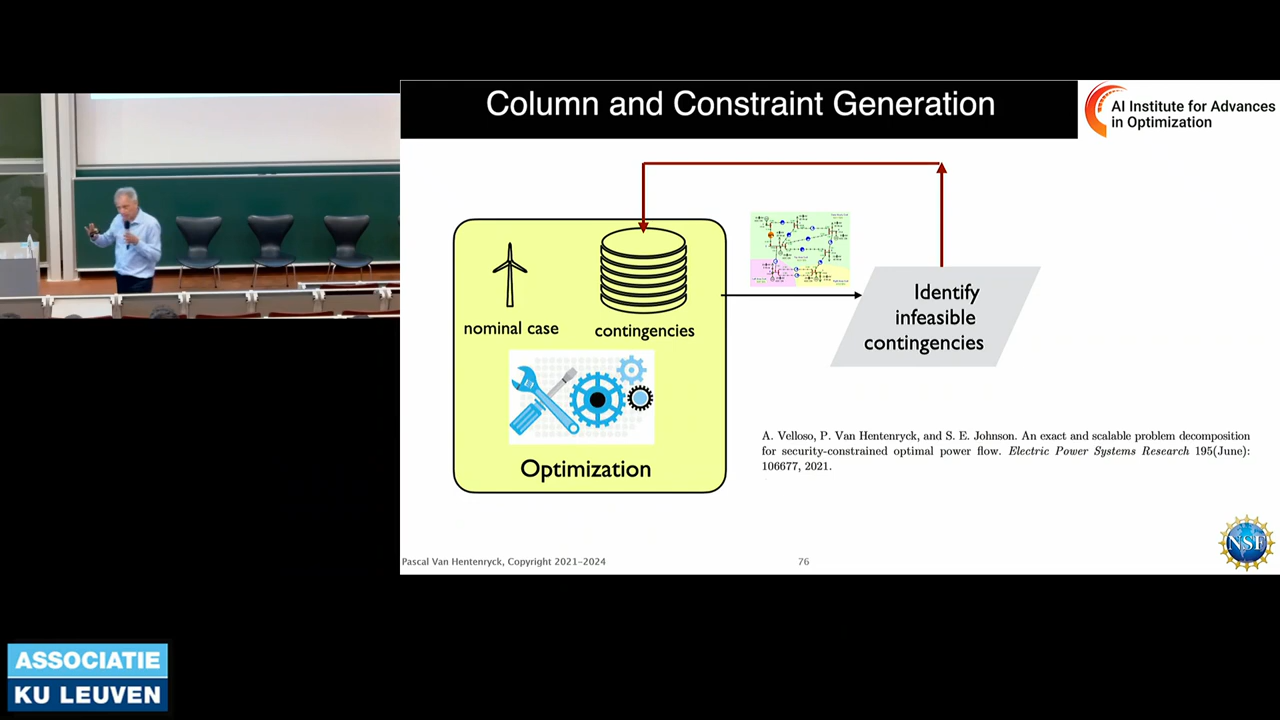 Column and Constraint Generation
AI Institute for Advances
in Optimization
nominal case
contingencies
Optimization
Identify
infeasible
contingencies
A. Velloso, P. Van Hentenryck, and S. E. Johnson. An exact and scalable problem decomposition
for security-constrained optimal power flow. Electric Power Systems Research 195(June):
106677, 2021.
NSF
Pascal Van Hentenryck, Copyright 2021–2024
76
ASSOCIATIE
KU LEUVEN